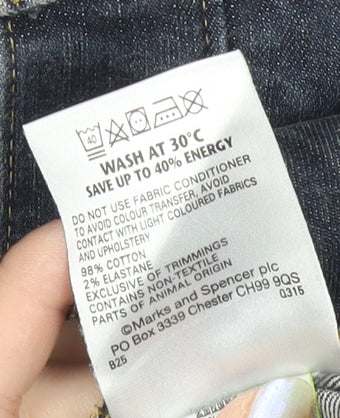 40
WASH AT 30°C
SAVE UP TO 40% ENERGY
DO NOT USE FABRIC CONDITIONER
TO AVOID COLOUR TRANSFER, AVOID
CONTACT WITH LIGHT COLOURED FABRICS
AND UPHOLSTERY
98% COTTON
2% ELASTANE
EXCLUSIVE OF TRIMMINGS
CONTAINS NON-TEXTILE
PARTS OF ANIMAL ORIGIN
©Marks and Spencer plc
PO Box 3339 Chester CH99 9QS
B25 0315